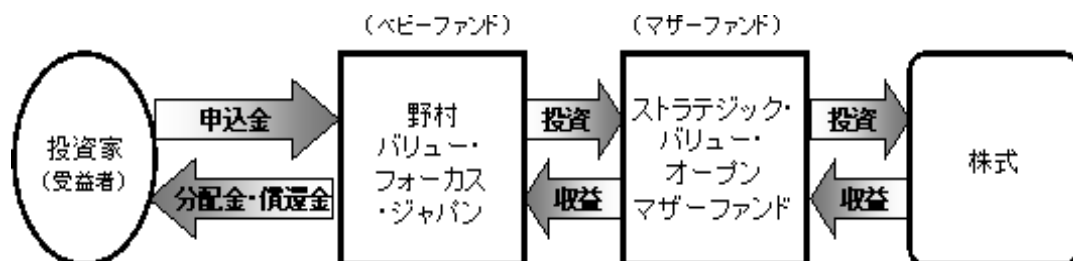 (ベビーファンド)
(マザーファンド)
投資家
(受益者)
申込金
分配金・償還金
野村
バリュー・
フォーカス
・ジャパン
投資
収益
ストラテジック・
バリュー・
オープン
マザーファンド
投資
収益
株式